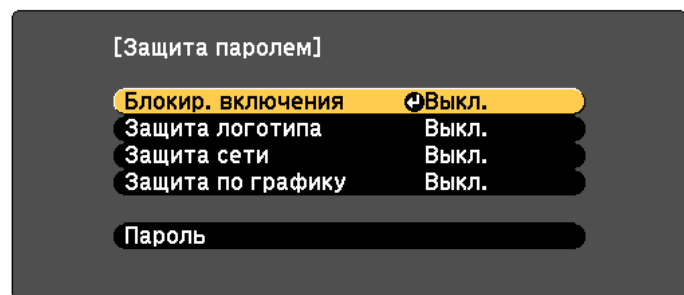 [Защита паролем]
Блокир. включения Выкл.
Защита логотипа Выкл.
Защита сети Выкл.
Защита по графику Выкл.
Пароль